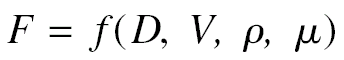 F = f(D, V, ρ, μ)